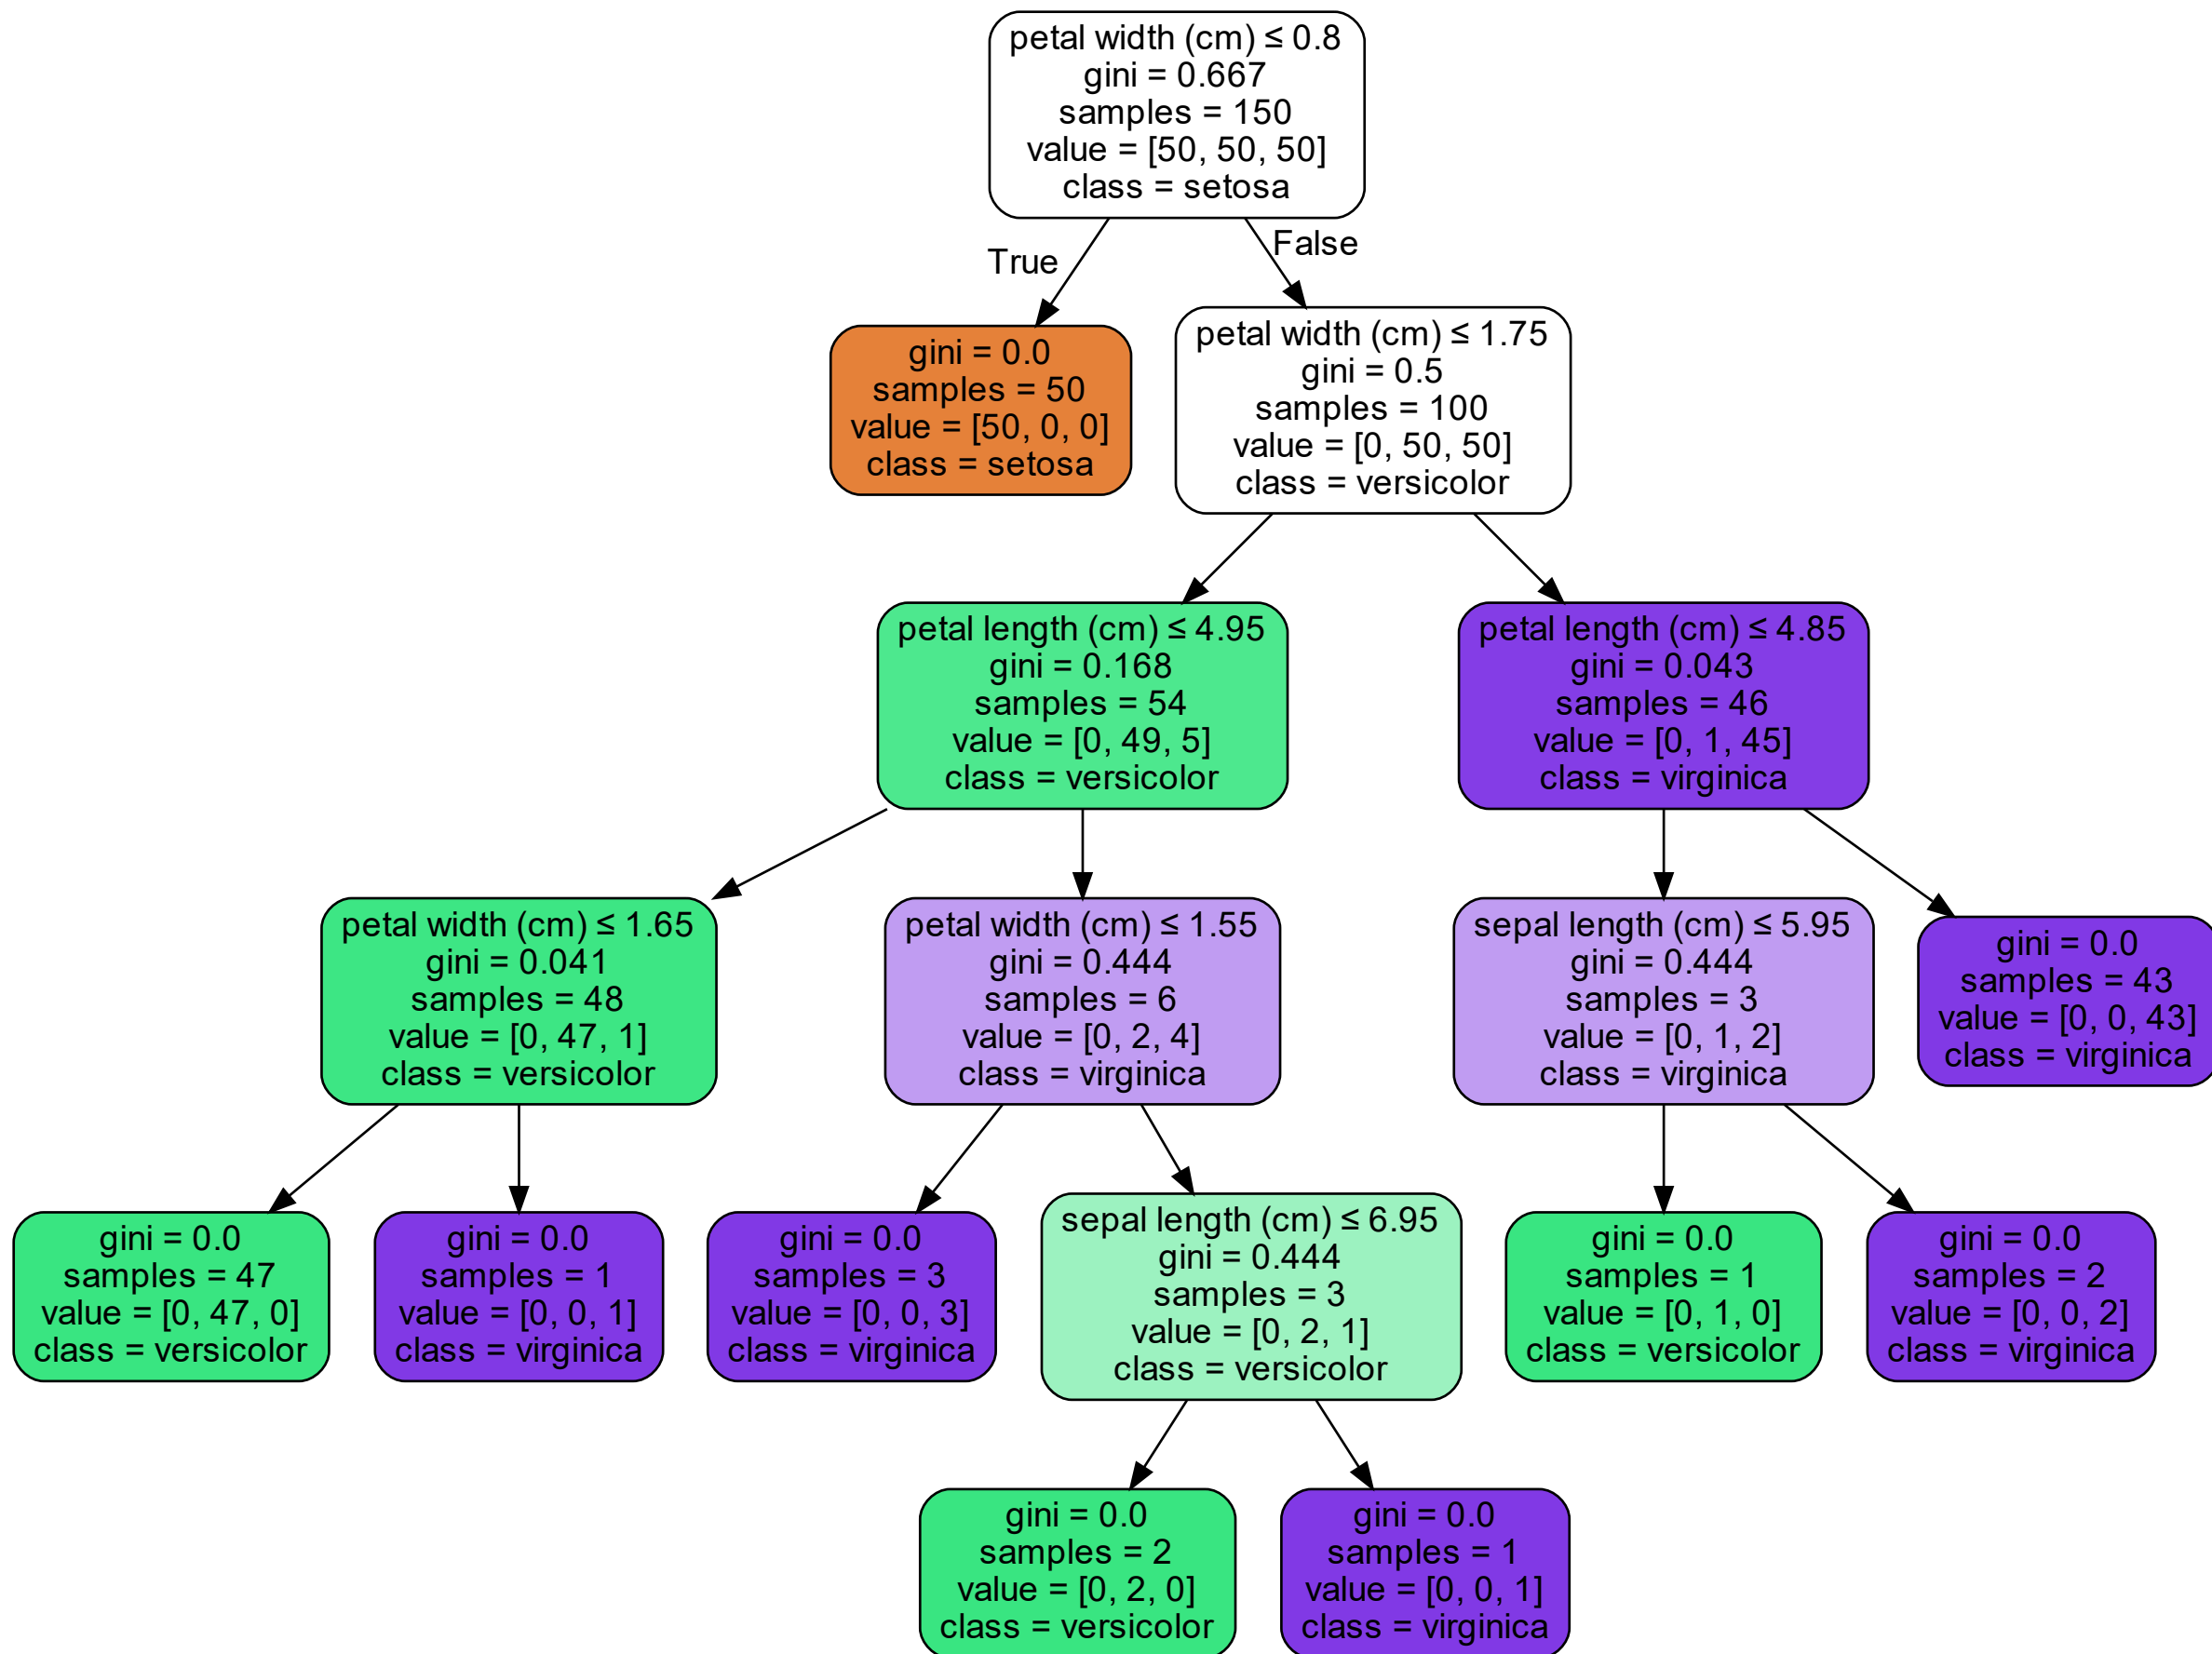 petal width (cm) ≤ 0.8
gini = 0.667
samples = 150
value = [50, 50, 50]
class = setosa
True
False
gini = 0.0
samples = 50
value = [50, 0, 0]
class = setosa
petal width (cm) ≤ 1.75
gini = 0.5
samples = 100
value = [0, 50, 50]
class = versicolor
petal length (cm) ≤ 4.95
gini = 0.168
samples = 54
value = [0, 49, 5]
class = versicolor
petal length (cm) ≤ 4.85
gini = 0.043
samples = 46
value = [0, 1, 45]
class = virginica
petal width (cm) ≤ 1.65
gini = 0.041
samples = 48
value = [0, 47, 1]
class = versicolor
petal width (cm) ≤ 1.55
gini = 0.444
samples = 6
value = [0, 2, 4]
class = virginica
sepal length (cm) ≤ 5.95
gini = 0.444
samples = 3
value = [0, 1, 2]
class = virginica
gini = 0.0
samples = 43
value = [0, 0, 43]
class = virginica
gini = 0.0
samples = 47
value = [0, 47, 0]
class = versicolor
gini = 0.0
samples = 1
value = [0, 0, 1]
class = virginica
gini = 0.0
samples = 3
value = [0, 0, 3]
class = virginica
sepal length (cm) ≤ 6.95
gini = 0.444
samples = 3
value = [0, 2, 1]
class = versicolor
gini = 0.0
samples = 1
value = [0, 1, 0]
class = versicolor
gini = 0.0
samples = 2
value = [0, 0, 2]
class = virginica
gini = 0.0
samples = 2
value = [0, 2, 0]
class = versicolor
gini = 0.0
samples = 1
value = [0, 0, 1]
class = virginica